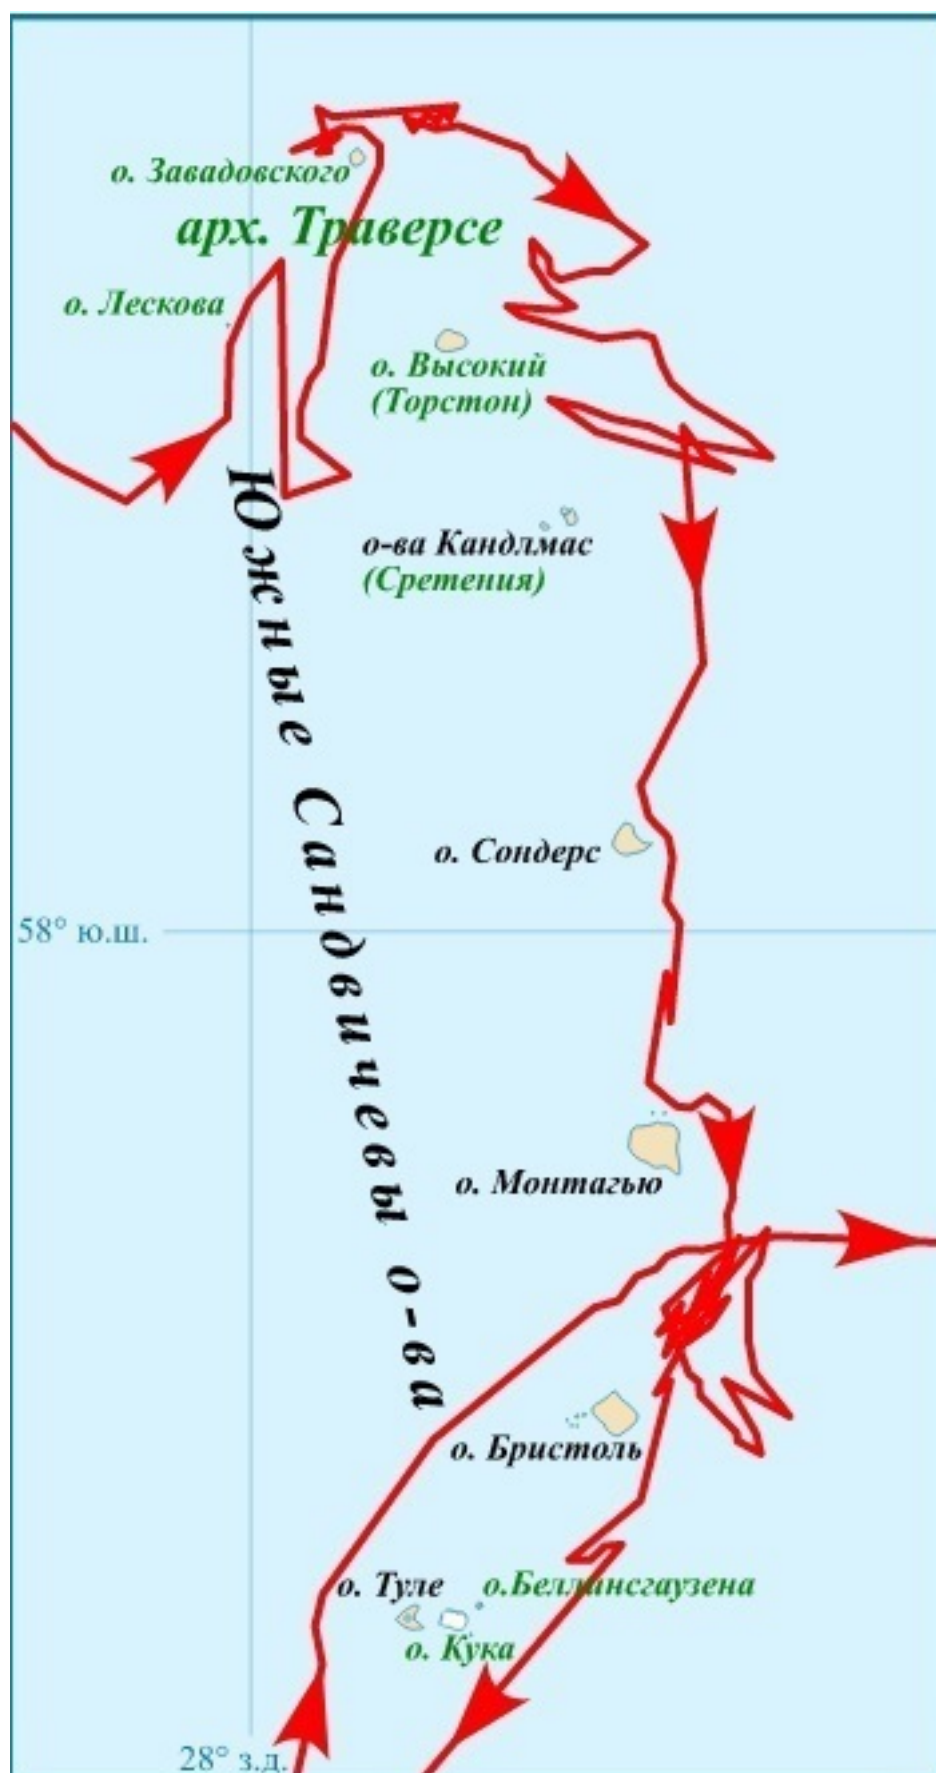 о. Завадовского
арх. Траверсе
о. Лескова
о. Высокий
(Торстон)
Южные Сандвичевы о-ва
о-ва Кандлмас
(Сретения)
о. Сондерс
58° ю.ш.
о. Монтагью
о. Бристоль
о. Туле
о.Беллинсгаузена
о. Кука
28° з.д.